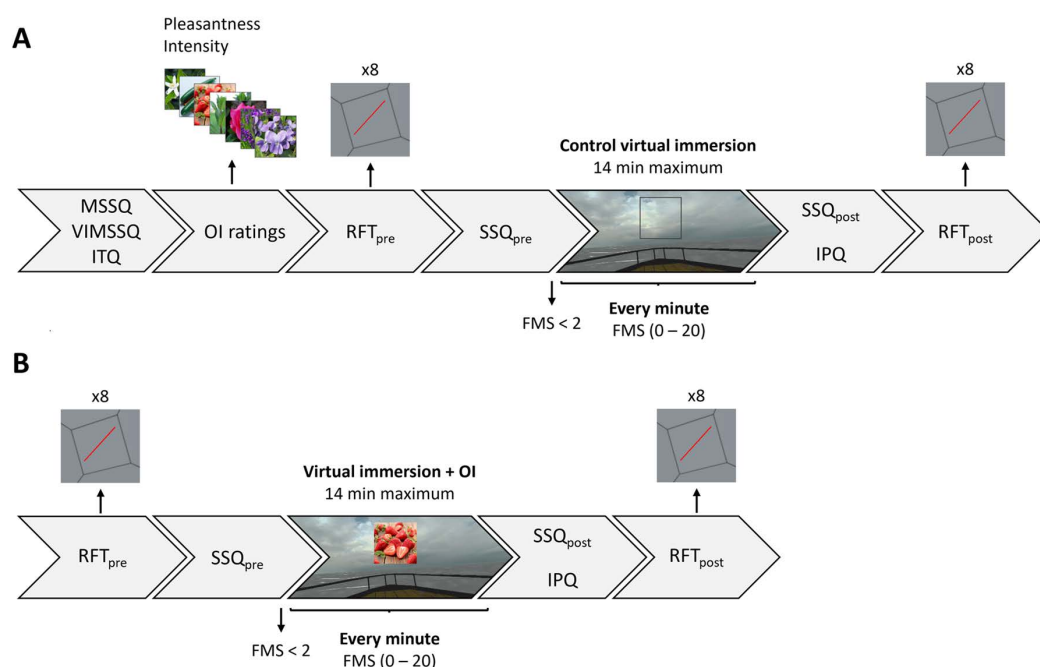 A
Pleasantness
Intensity
x8
x8
Control virtual immersion
14 min maximum
MSSQ
VIMSSQ
ITQ
OI ratings
RFTpre
SSQpre
SSQpost
IPQ
RFTpost
FMS < 2
Every minute
FMS (0 – 20)
B
x8
x8
Virtual immersion + OI
14 min maximum
RFTpre
SSQpre
SSQpost
IPQ
RFTpost
FMS < 2
Every minute
FMS (0 – 20)